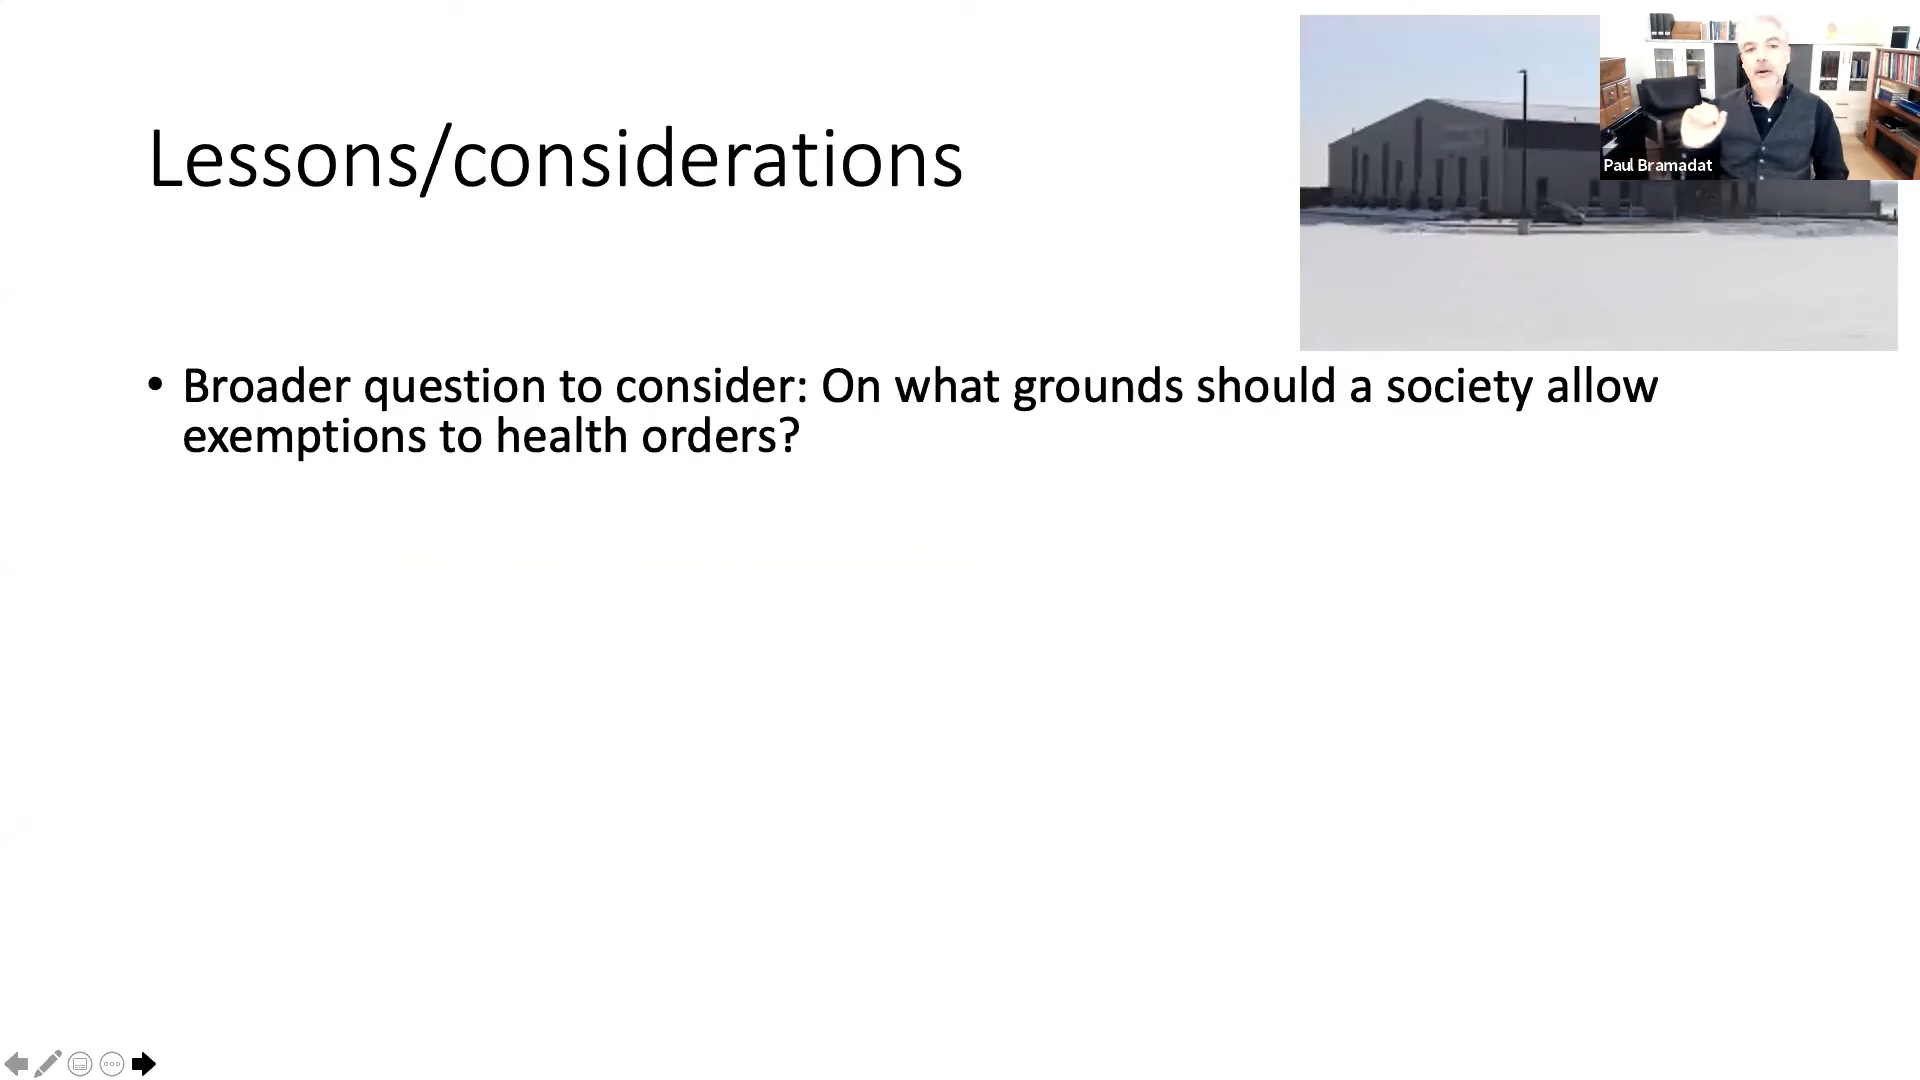 Lessons/considerations
Paul Bramadat
• Broader question to consider: On what grounds should a society allow
exemptions to health orders?